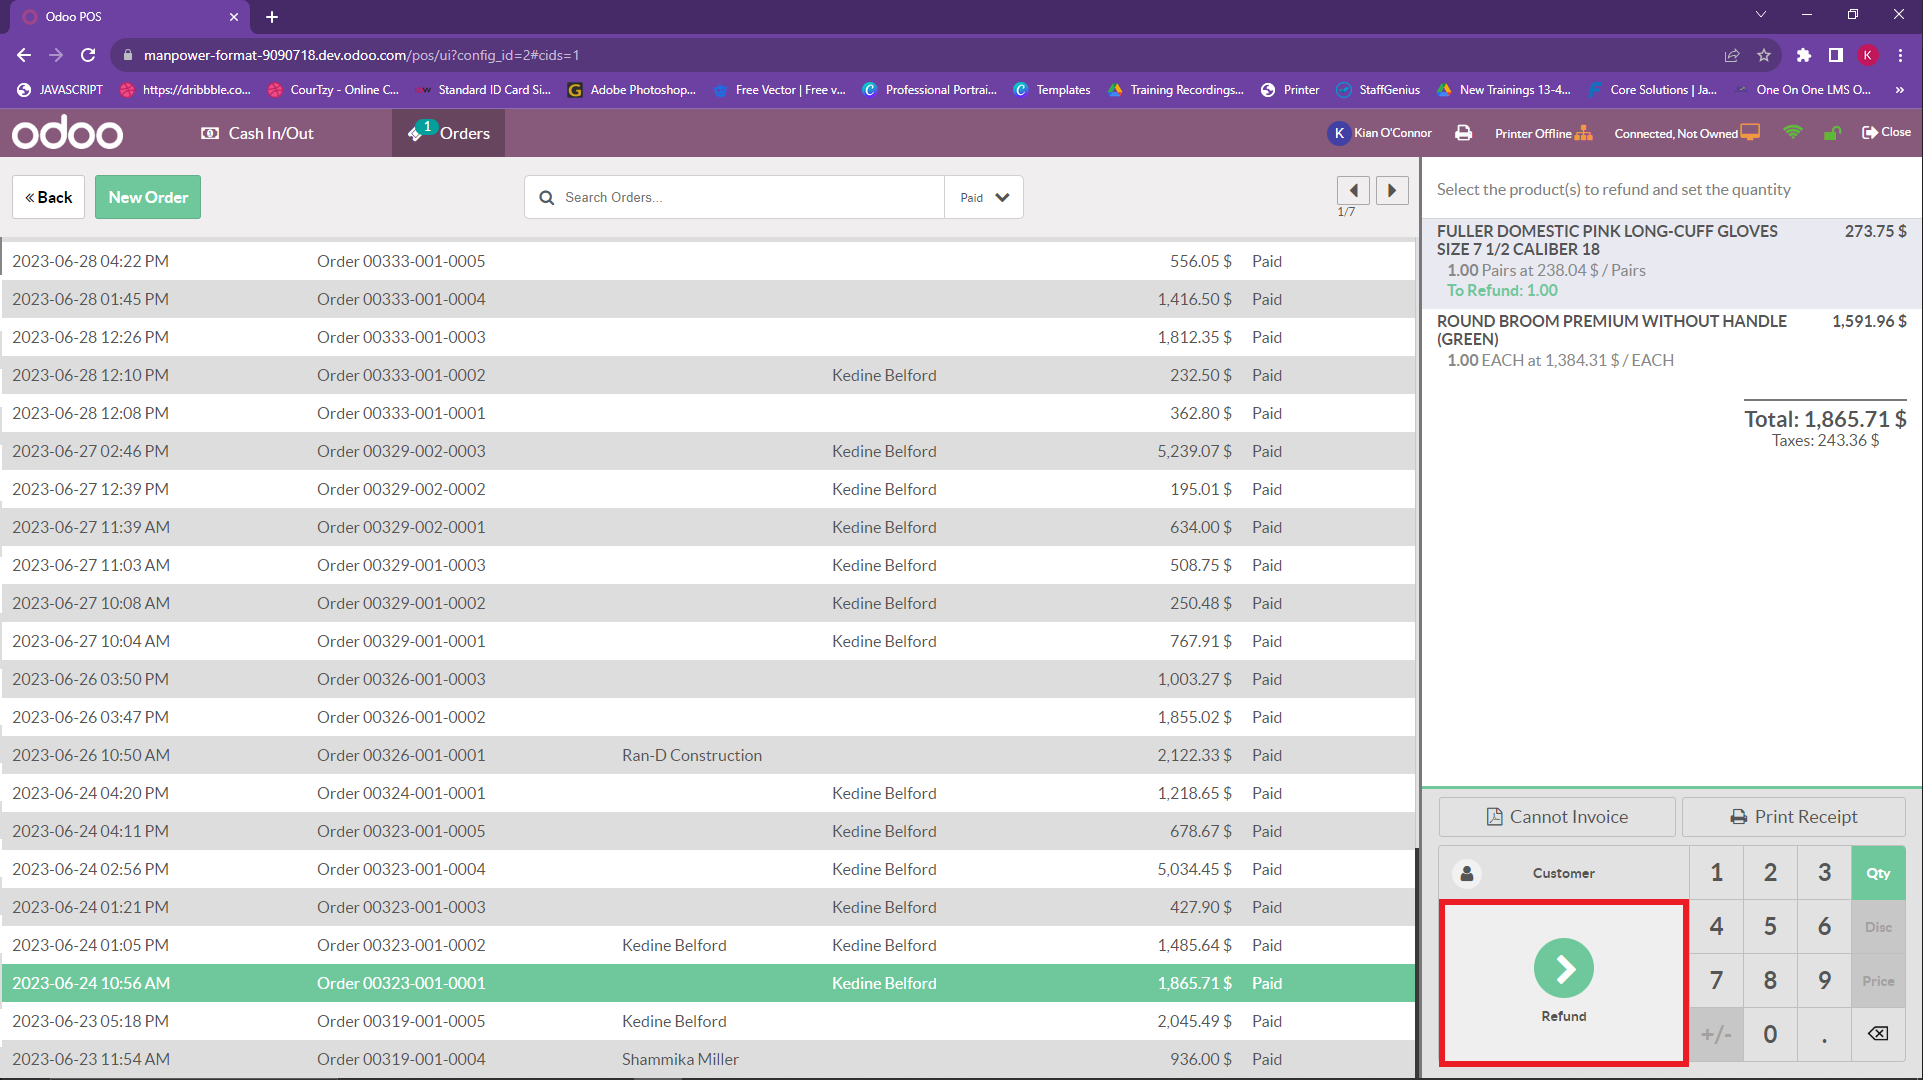 Odoo POS
manpower-format-9090718.dev.odoo.com/pos/ui?config_id=2#cids=1
K
JAVASCRIPT https://dribbble.co... CourTzy - Online C... Standard ID Card Si... Adobe Photoshop... Free Vector | Free v... Professional Portrai... Templates Training Recordings... Printer StaffGenius New Trainings 13-4... Core Solutions | Ja... One On One LMS O... »
odoo Cash In/Out 1 Orders K Kian O'Connor Printer Offline Connected, Not Owned Close
« Back New Order Search Orders... Paid
1/7
2023-06-28 04:22 PM Order 00333-001-0005 556.05 $ Paid
2023-06-28 01:45 PM Order 00333-001-0004 1,416.50 $ Paid
2023-06-28 12:26 PM Order 00333-001-0003 1,812.35 $ Paid
2023-06-28 12:10 PM Order 00333-001-0002 Kedine Belford 232.50 $ Paid
2023-06-28 12:08 PM Order 00333-001-0001 362.80 $ Paid
2023-06-27 02:46 PM Order 00329-002-0003 Kedine Belford 5,239.07 $ Paid
2023-06-27 12:39 PM Order 00329-002-0002 Kedine Belford 195.01 $ Paid
2023-06-27 11:39 AM Order 00329-002-0001 Kedine Belford 634.00 $ Paid
2023-06-27 11:03 AM Order 00329-001-0003 Kedine Belford 508.75 $ Paid
2023-06-27 10:08 AM Order 00329-001-0002 Kedine Belford 250.48 $ Paid
2023-06-27 10:04 AM Order 00329-001-0001 Kedine Belford 767.91 $ Paid
2023-06-26 03:50 PM Order 00326-001-0003 1,003.27 $ Paid
2023-06-26 03:47 PM Order 00326-001-0002 1,855.02 $ Paid
2023-06-26 10:50 AM Order 00326-001-0001 Ran-D Construction 2,122.33 $ Paid
2023-06-24 04:20 PM Order 00324-001-0001 Kedine Belford 1,218.65 $ Paid
2023-06-24 04:11 PM Order 00323-001-0005 Kedine Belford 678.67 $ Paid
2023-06-24 02:56 PM Order 00323-001-0004 Kedine Belford 5,034.45 $ Paid
2023-06-24 01:21 PM Order 00323-001-0003 Kedine Belford 427.90 $ Paid
2023-06-24 01:05 PM Order 00323-001-0002 Kedine Belford Kedine Belford 1,485.64 $ Paid
2023-06-24 10:56 AM Order 00323-001-0001 Kedine Belford 1,865.71 $ Paid
2023-06-23 05:18 PM Order 00319-001-0005 Kedine Belford 2,045.49 $ Paid
2023-06-23 11:54 AM Order 00319-001-0004 Shammika Miller 936.00 $ Paid
Select the product(s) to refund and set the quantity
FULLER DOMESTIC PINK LONG-CUFF GLOVES 273.75 $
SIZE 7 1/2 CALIBER 18
1.00 Pairs at 238.04 $ / Pairs
To Refund: 1.00
ROUND BROOM PREMIUM WITHOUT HANDLE 1,591.96 $
(GREEN)
1.00 EACH at 1,384.31 $ / EACH
Total: 1,865.71 $
Taxes: 243.36 $
Cannot Invoice Print Receipt
Customer 1 2 3 Qty
4 5 6 Disc
7 8 9 Price
Refund
+/- 0 .